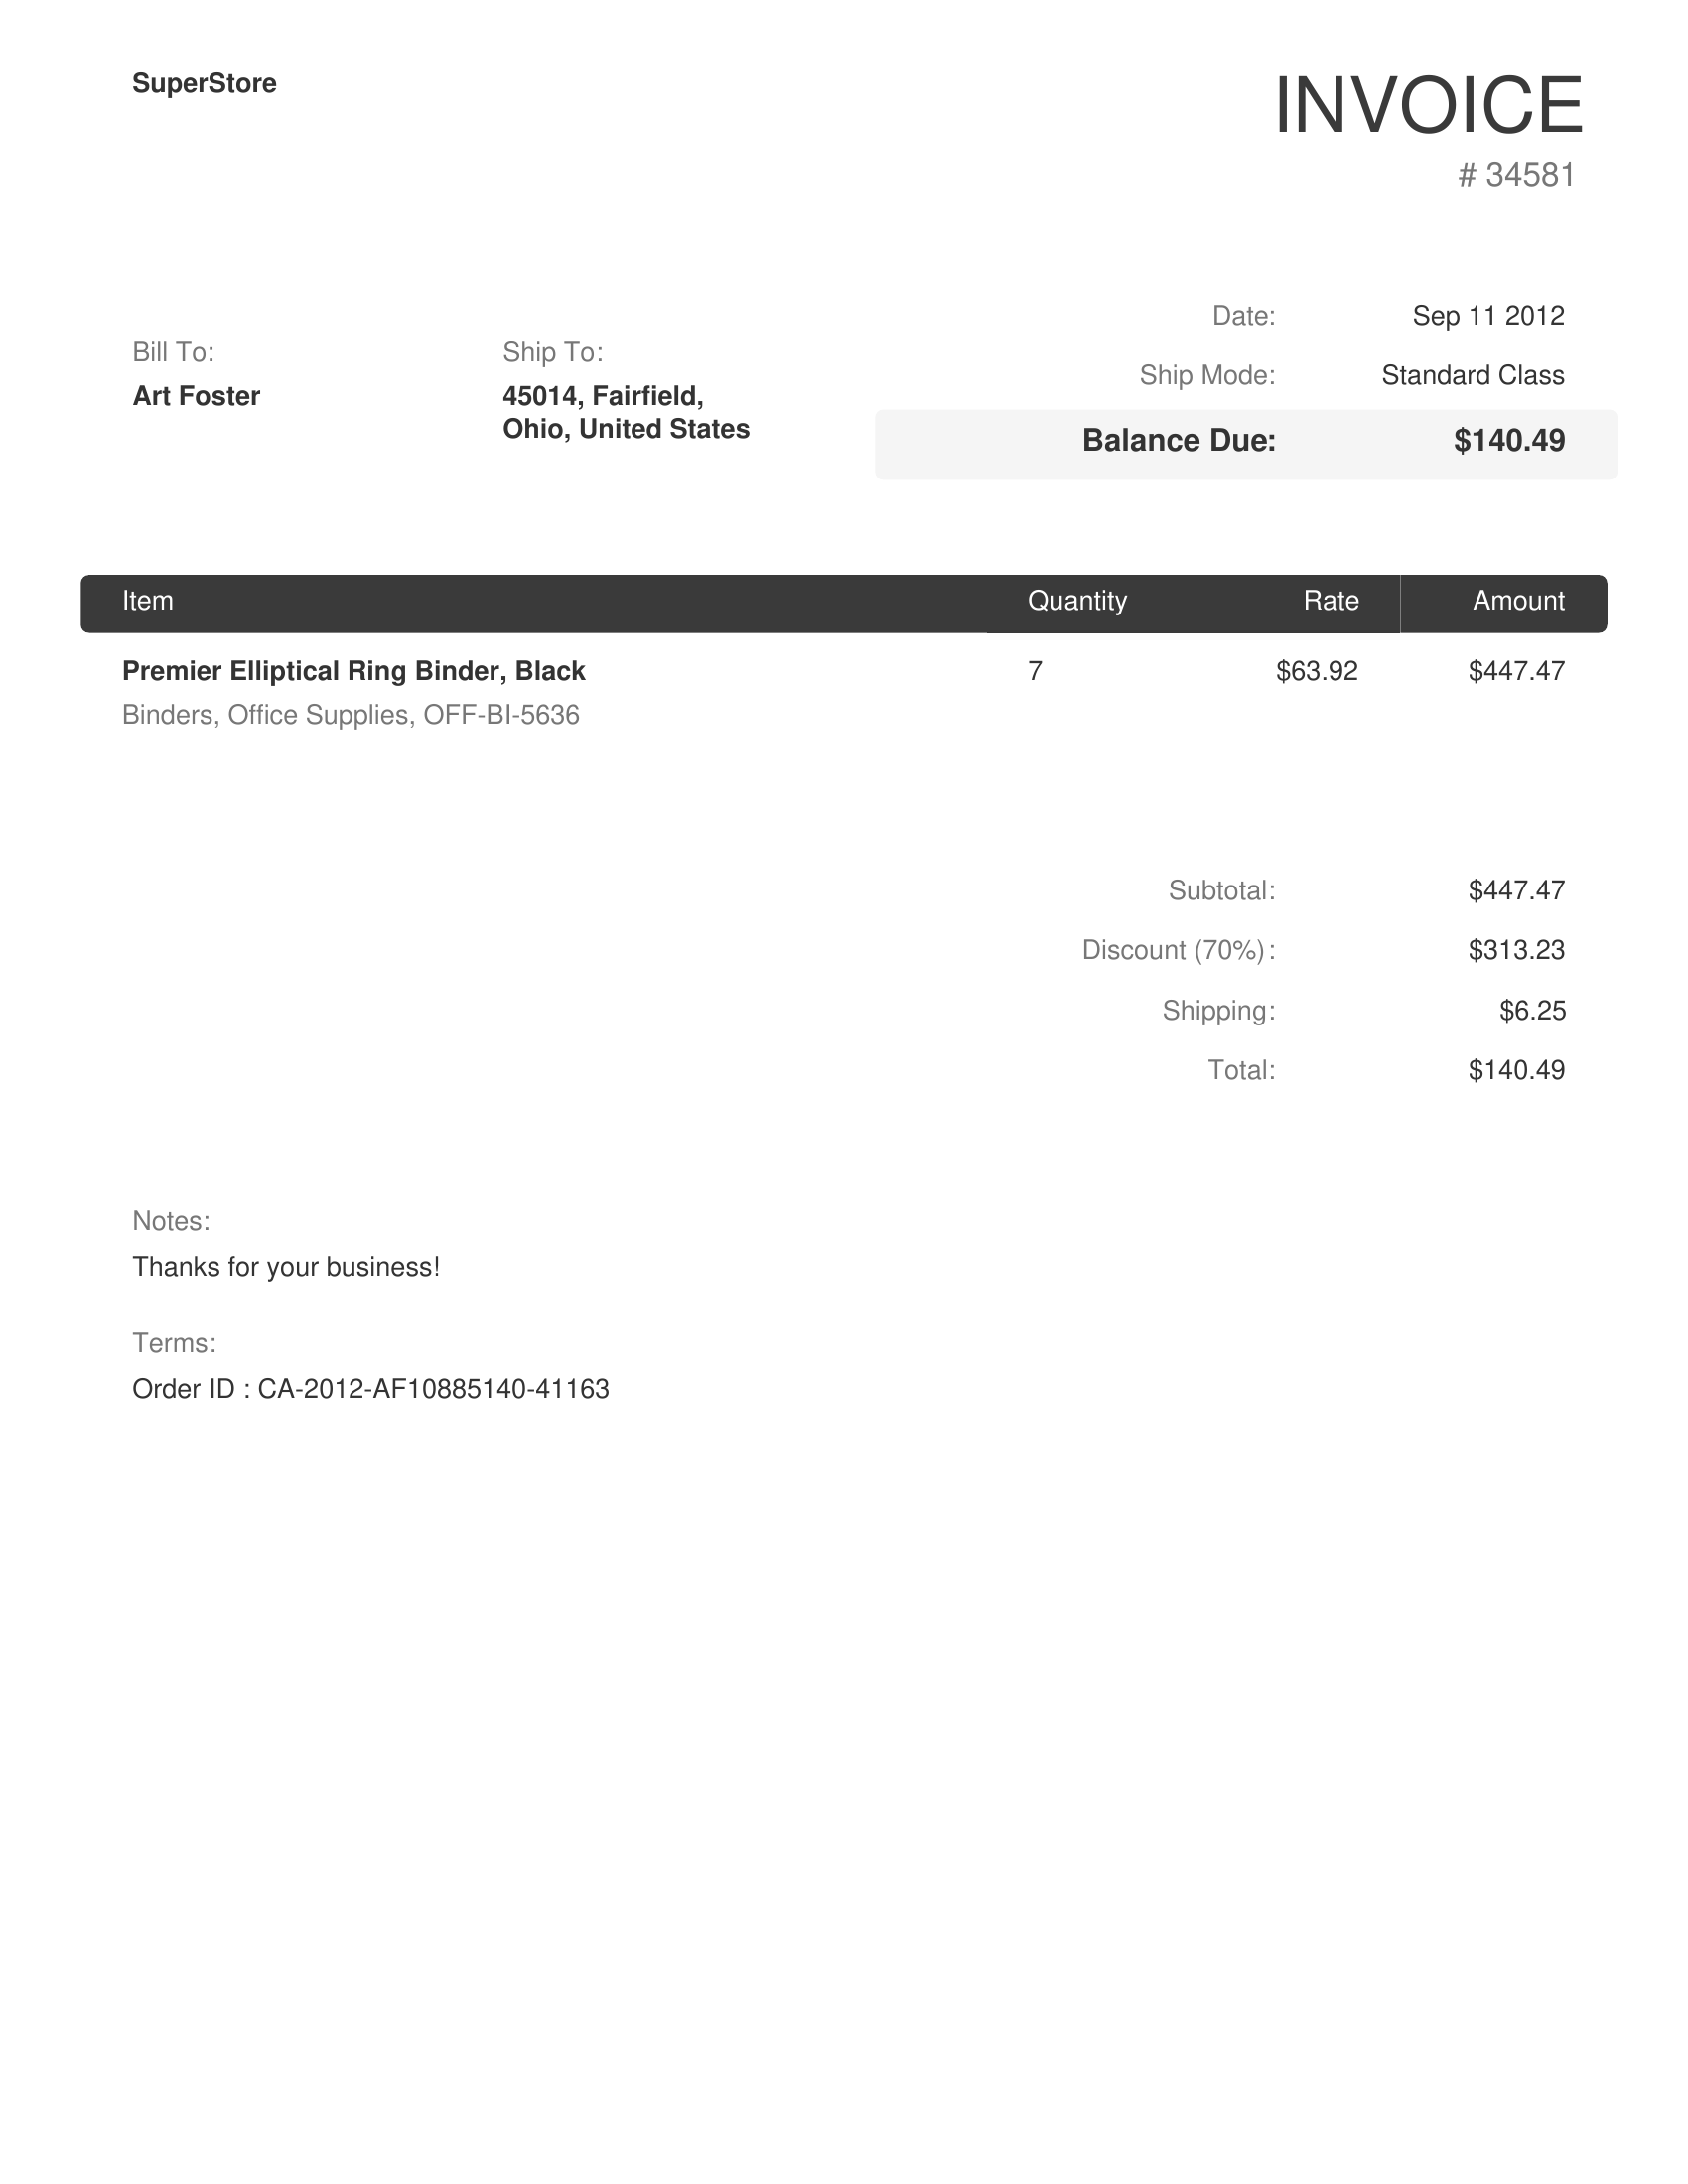 SuperStore
INVOICE
# 34581
Date: Sep 11 2012
Ship Mode: Standard Class
Balance Due: $140.49
Bill To:
Art Foster
Ship To:
45014, Fairfield,
Ohio, United States
Item Quantity Rate Amount
Premier Elliptical Ring Binder, Black 7 $63.92 $447.47
Binders, Office Supplies, OFF-BI-5636
Subtotal: $447.47
Discount (70%): $313.23
Shipping: $6.25
Total: $140.49
Notes:
Thanks for your business!
Terms:
Order ID : CA-2012-AF10885140-41163